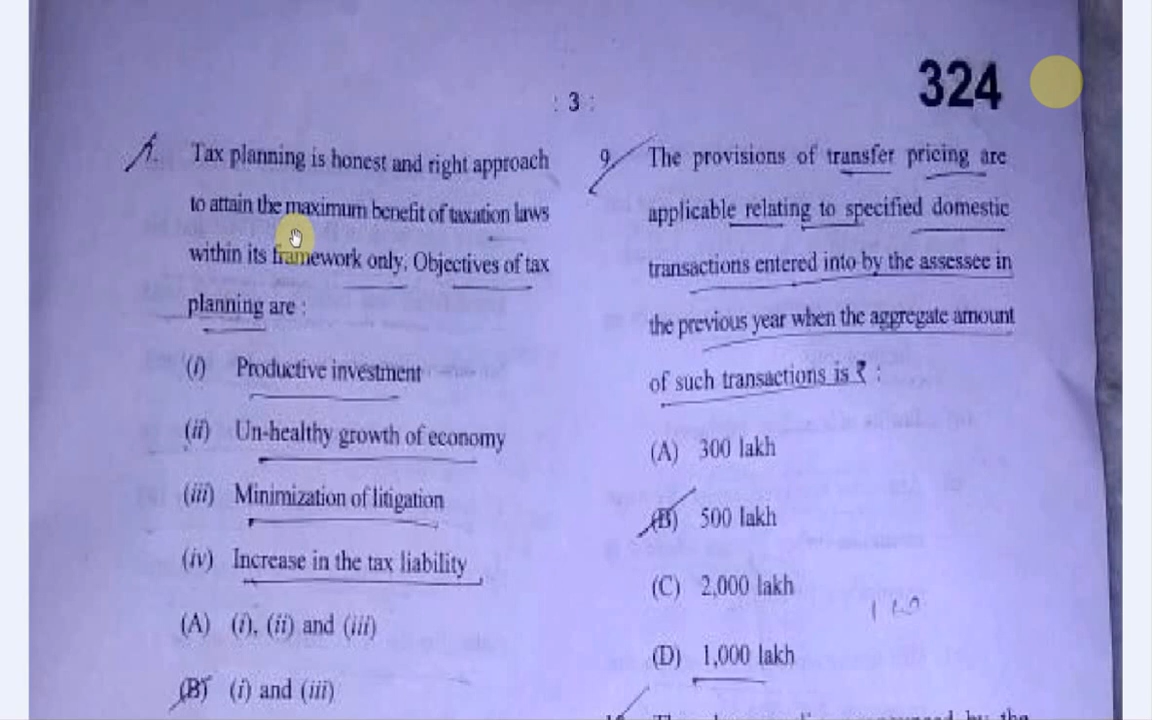 324
: 3 :
7. Tax planning is honest and right approach
to attain the maximum benefit of taxation laws
within its framework only. Objectives of tax
planning are :
(i) Productive investment
(ii) Un-healthy growth of economy
(iii) Minimization of litigation
(iv) Increase in the tax liability
(A) (i), (ii) and (iii)
(B) (i) and (iii)
9. The provisions of transfer pricing are
applicable relating to specified domestic
transactions entered into by the assessee in
the previous year when the aggregate amount
of such transactions is ₹ :
(A) 300 lakh
(B) 500 lakh
(C) 2,000 lakh
(D) 1,000 lakh
by the